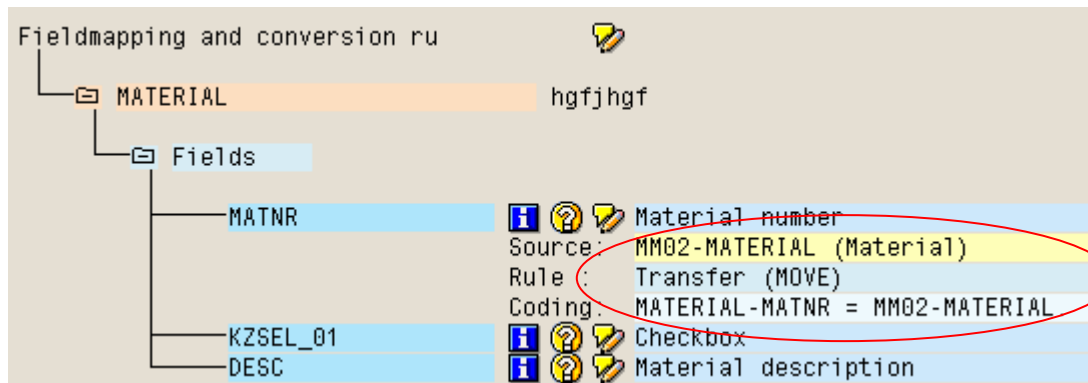 Fieldmapping and conversion ru
MATERIAL hgfjhgf
Fields
MATNR Material number
Source: MM02-MATERIAL (Material)
Rule : Transfer (MOVE)
Coding: MATERIAL-MATNR = MM02-MATERIAL.
KZSEL_01 Checkbox
DESC Material description